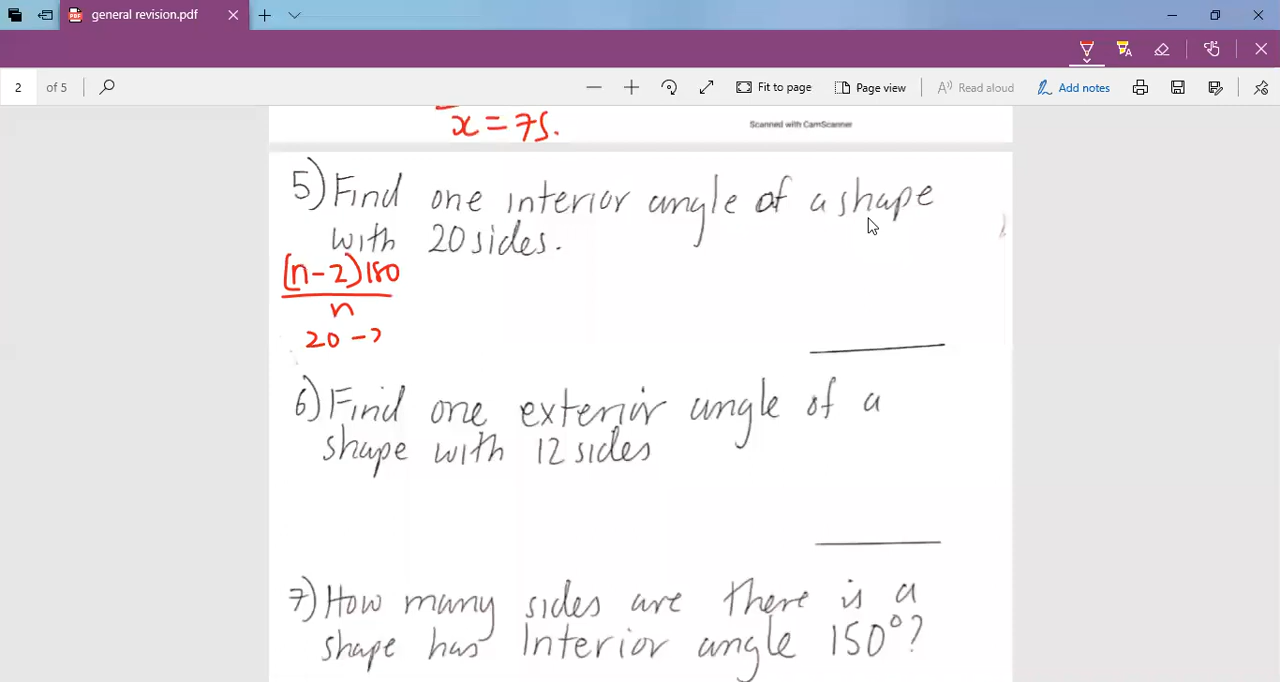 general revision.pdf
2 of 5
Fit to page
Page view
Read aloud
Add notes
x = 75.
Scanned with CamScanner
5) Find one interior angle of a shape
with 20 sides.
(n-2)180
n
20 -2
6) Find one exterior angle of a
shape with 12 sides
7) How many sides are there is a
shape has Interior angle 150°?